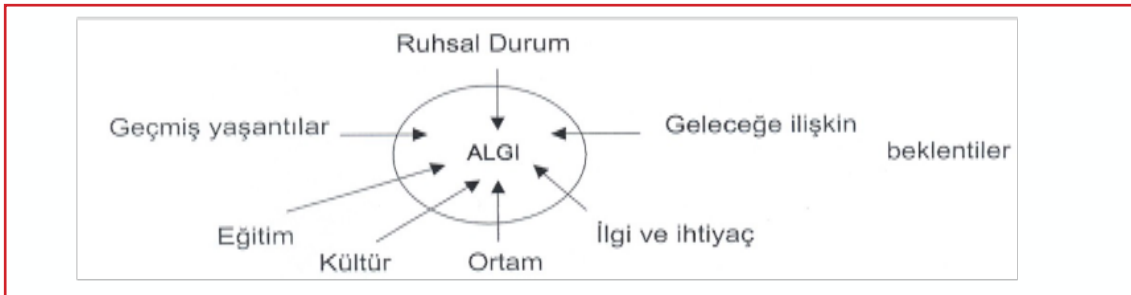 Ruhsal Durum
Geçmiş yaşantılar
Geleceğe ilişkin
beklentiler
ALGI
Eğitim
Kültür
Ortam
İlgi ve ihtiyaç